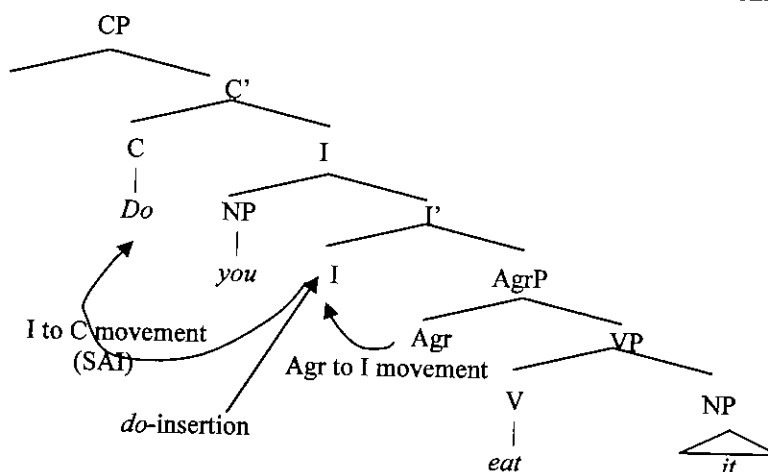 CP
C'
C I
Do NP I'
you I AgrP
I to C movement Agr VP
(SAI) Agr to I movement
V NP
do-insertion
eat it